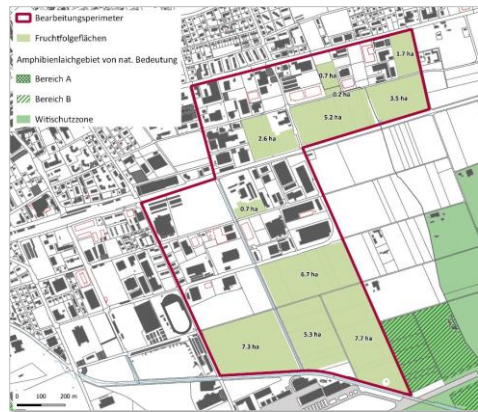 Bearbeitungsperimeter
Fruchtfolgeflächen
Amphibienlaichgebiet von nat. Bedeutung
Bereich A
Bereich B
Witischutzzone
1.7 ha
0.7 ha
0.2 ha
3.5 ha
5.2 ha
2.6 ha
0.7 ha
6.7 ha
5.3 ha
7.7 ha
7.3 ha
0 100 200 m